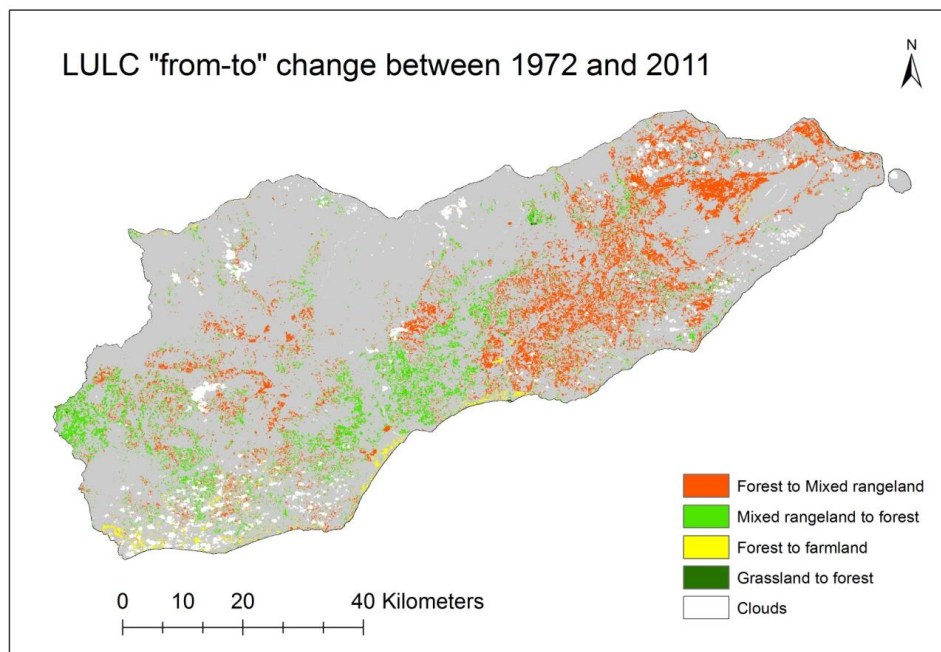 LULC "from-to" change between 1972 and 2011
N
Forest to Mixed rangeland
Mixed rangeland to forest
Forest to farmland
Grassland to forest
Clouds
0 10 20 40 Kilometers